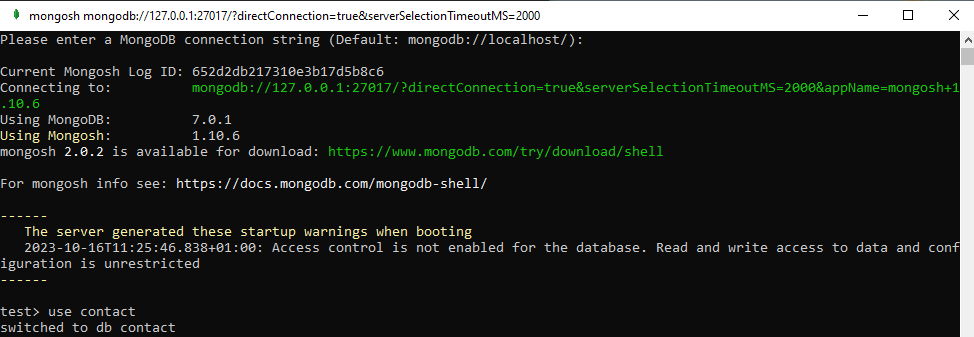 mongosh mongodb://127.0.0.1:27017/?directConnection=true&serverSelectionTimeoutMS=2000
Please enter a MongoDB connection string (Default: mongodb://localhost/):
Current Mongosh Log ID: 652d2db217310e3b17d5b8c6
Connecting to: mongodb://127.0.0.1:27017/?directConnection=true&serverSelectionTimeoutMS=2000&appName=mongosh+1
.10.6
Using MongoDB: 7.0.1
Using Mongosh: 1.10.6
mongosh 2.0.2 is available for download: https://www.mongodb.com/try/download/shell
For mongosh info see: https://docs.mongodb.com/mongodb-shell/
------
The server generated these startup warnings when booting
2023-10-16T11:25:46.838+01:00: Access control is not enabled for the database. Read and write access to data and conf
iguration is unrestricted
------
test> use contact
switched to db contact